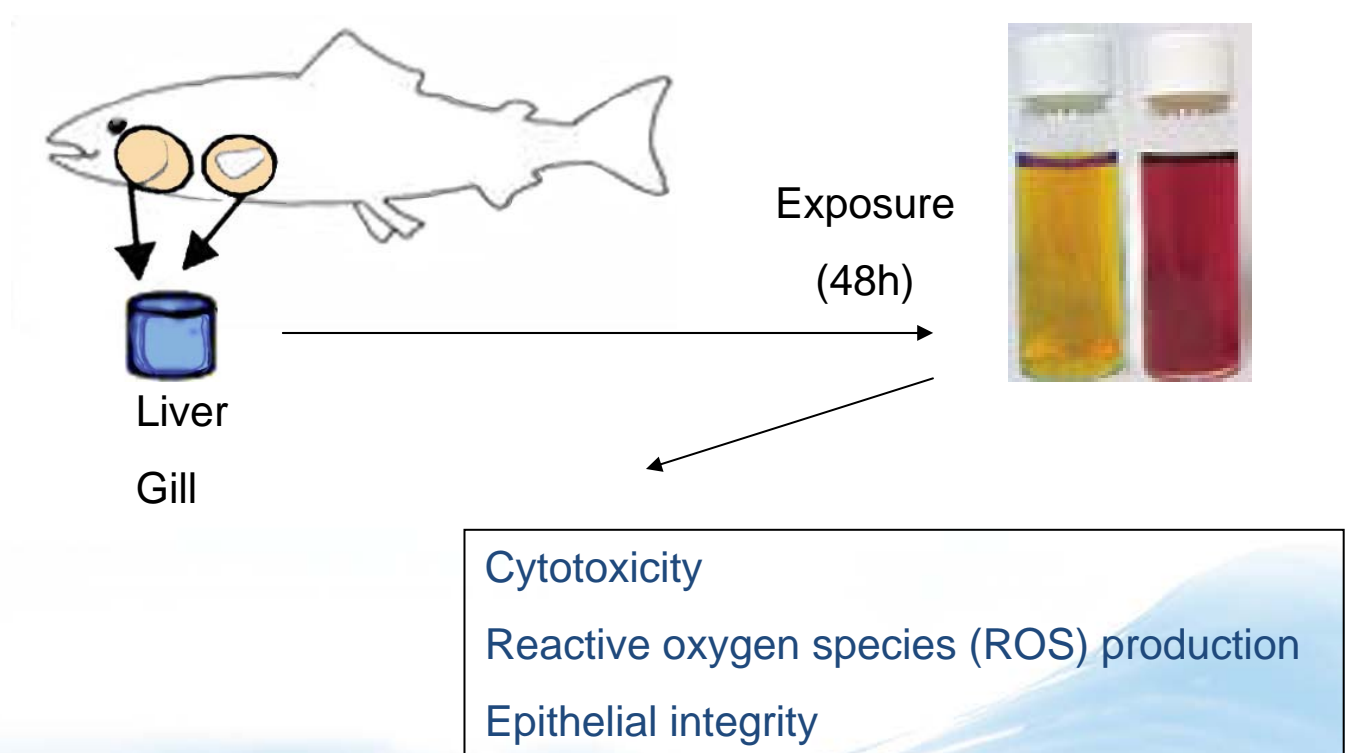 Exposure
(48h)
Liver
Gill
Cytotoxicity
Reactive oxygen species (ROS) production
Epithelial integrity